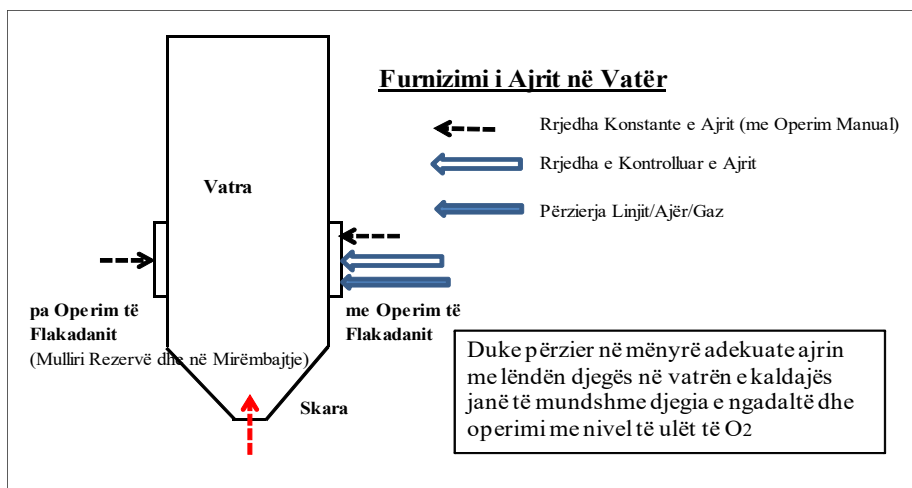 Furnizimi i Ajrit në Vatër
Rrjedha Konstante e Ajrit (me Operim Manual)
Rrjedha e Kontrolluar e Ajrit
Përzierja Linjit/Ajër/Gaz
Vatra
pa Operim të
Flakadanit
(Mulliri Rezervë dhe në Mirëmbajtje)
me Operim të
Flakadanit
Skara
Duke përzier në mënyrë adekuate ajrin
me lëndën djegës në vatrën e kaldajës
janë të mundshme djegia e ngadaltë dhe
operimi me nivel të ulët të O2